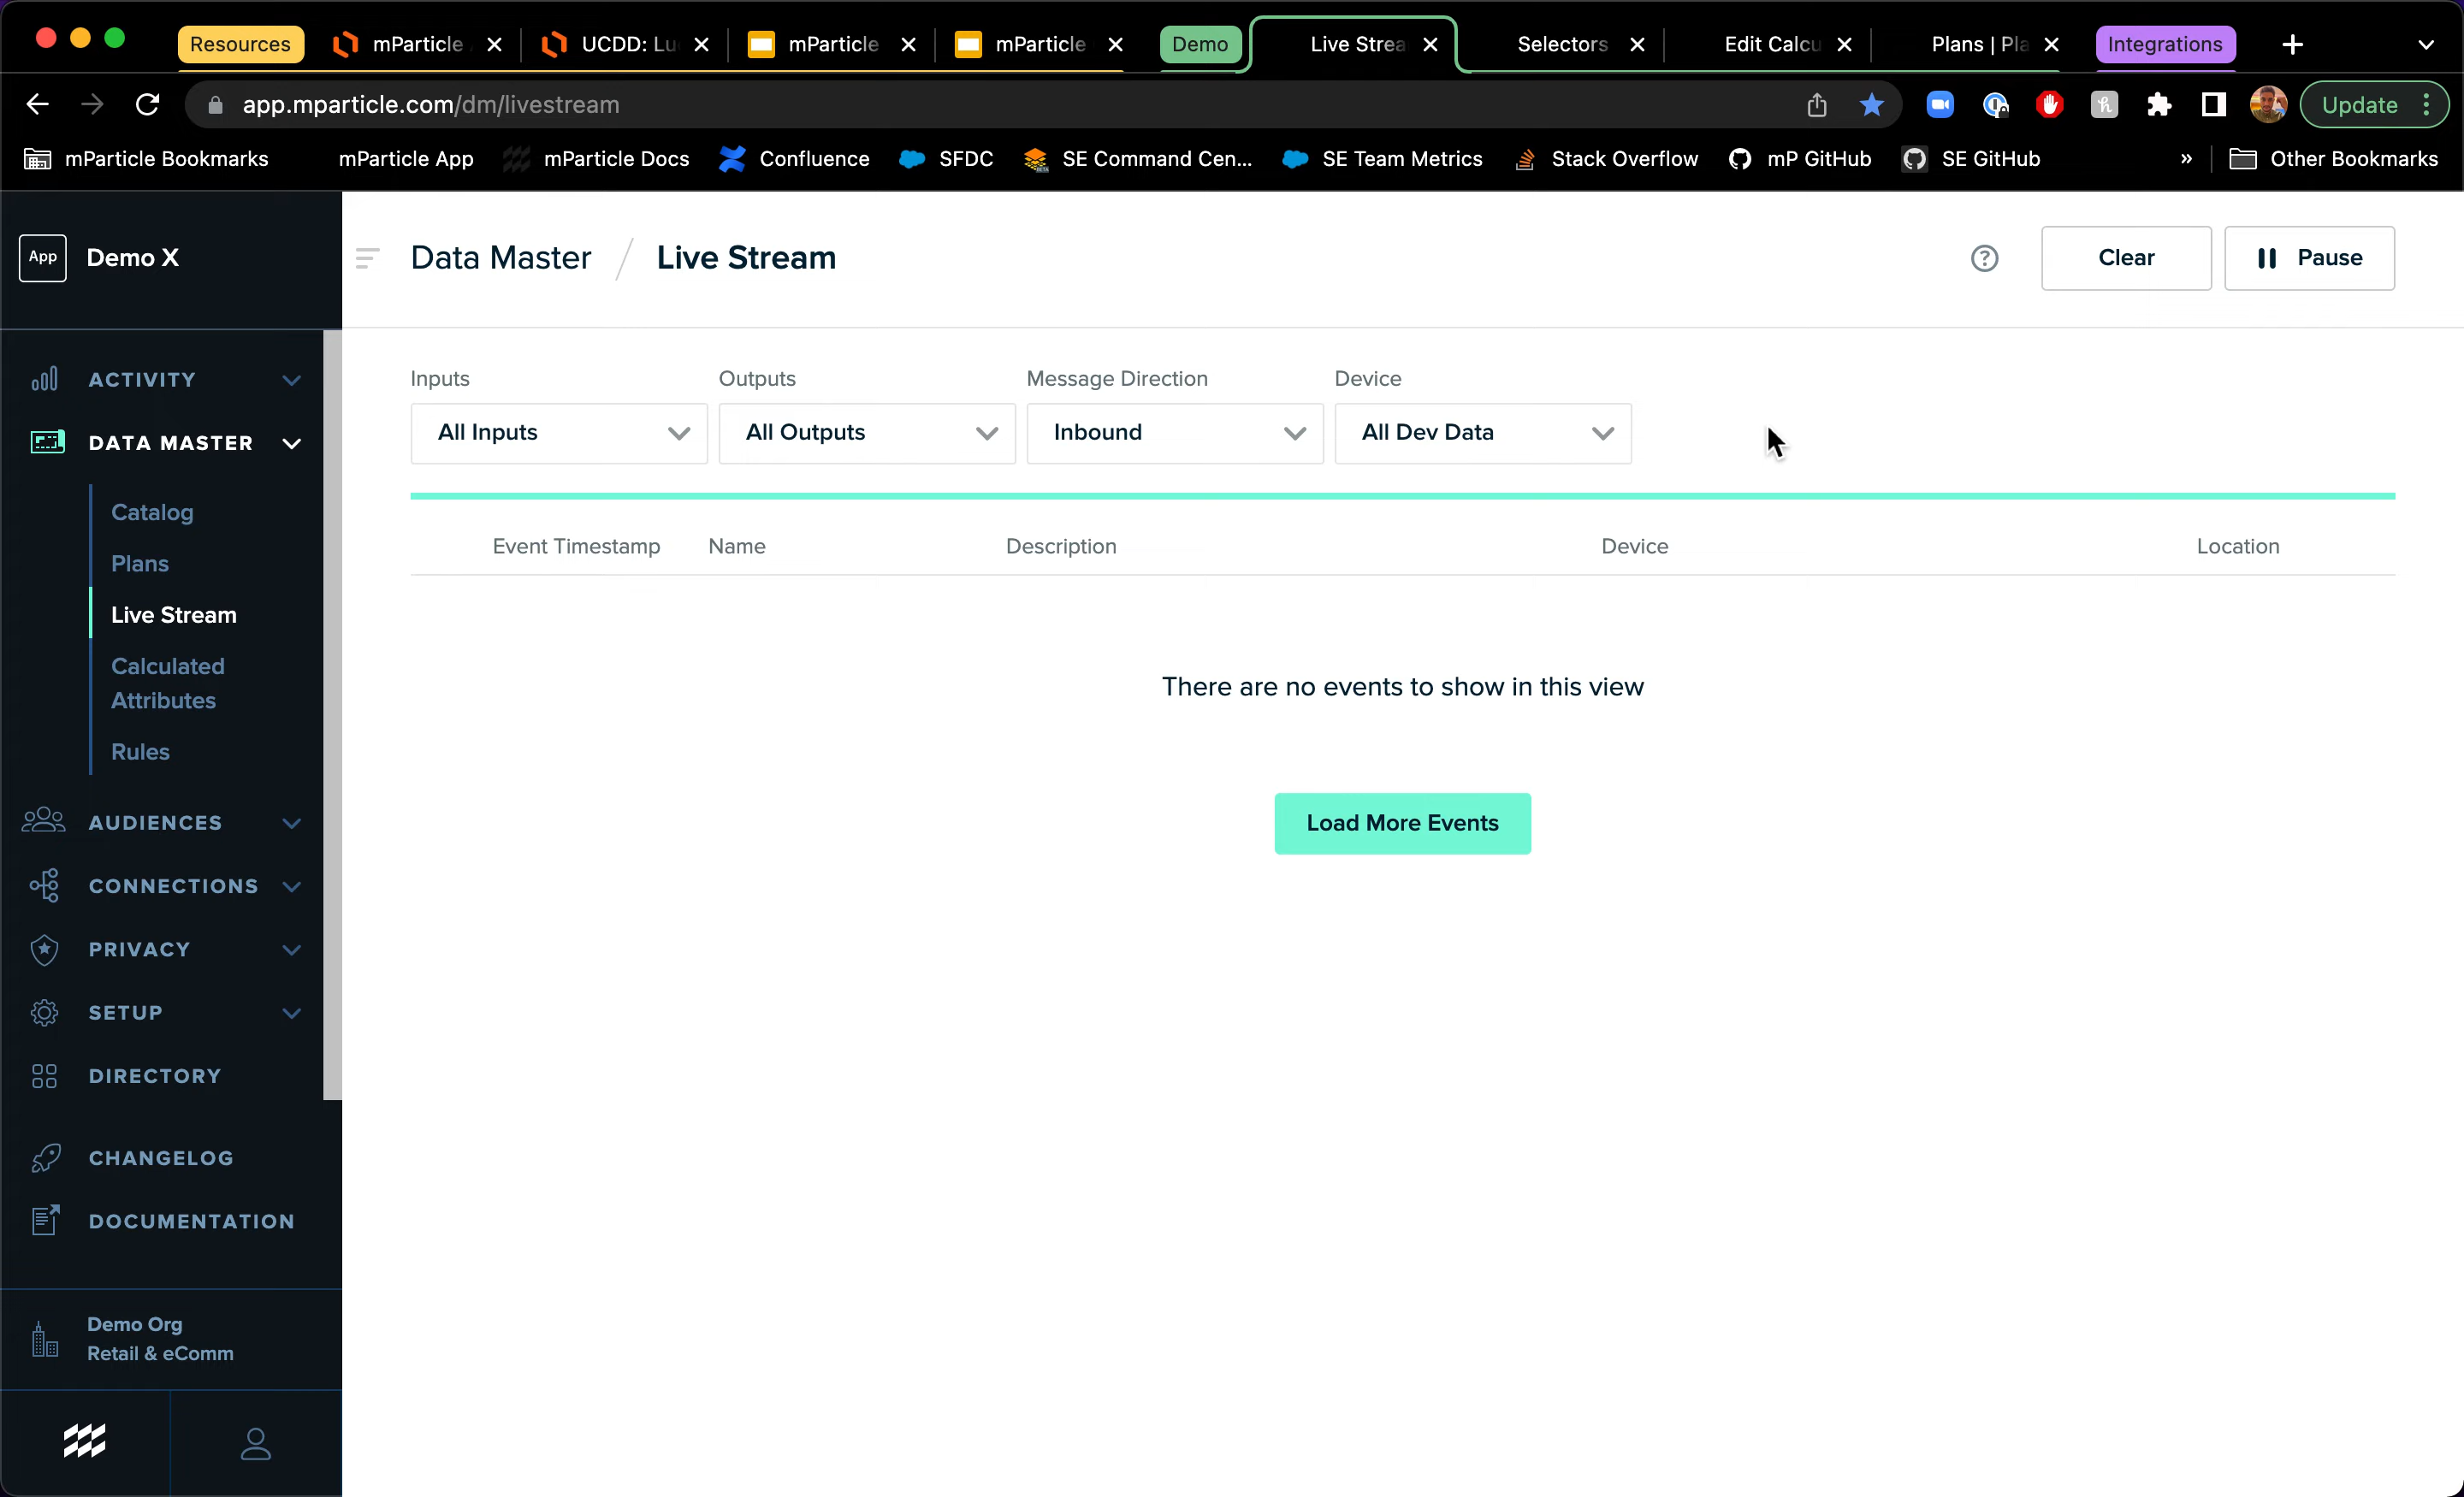 Resources
mParticle
UCDD: Lu
mParticle
mParticle
Demo
Live Strea
Selectors
Edit Calcu
Plans | Pla
Integrations
app.mparticle.com/dm/livestream
Update
mParticle Bookmarks
mParticle App
mParticle Docs
Confluence
SFDC
SE Command Cen...
SE Team Metrics
Stack Overflow
mP GitHub
SE GitHub
»
Other Bookmarks
App
Demo X
Data Master / Live Stream
?
Clear
Pause
ACTIVITY
DATA MASTER
Catalog
Plans
Live Stream
Calculated
Attributes
Rules
AUDIENCES
CONNECTIONS
PRIVACY
SETUP
DIRECTORY
CHANGELOG
DOCUMENTATION
Demo Org
Retail & eComm
Inputs
Outputs
Message Direction
Device
All Inputs
All Outputs
Inbound
All Dev Data
Event Timestamp
Name
Description
Device
Location
There are no events to show in this view
Load More Events